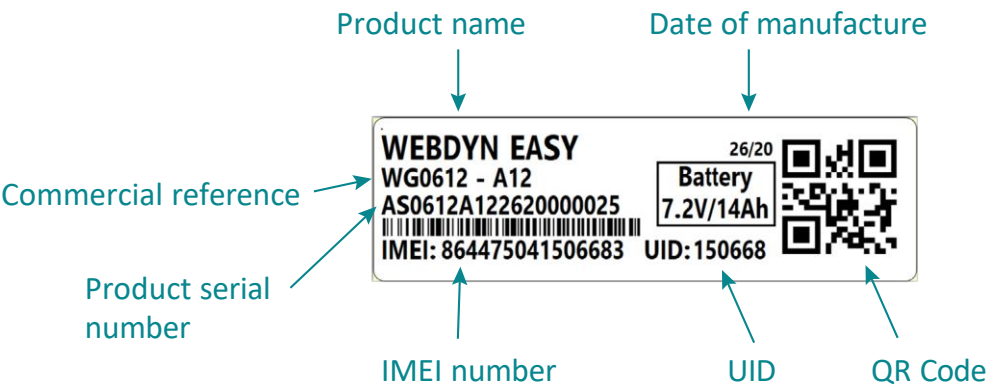 Product name
Date of manufacture
WEBDYN EASY
26/20
Commercial reference
WG0612 - A12
Battery
AS0612A122620000025
7.2V/14Ah
IMEI: 864475041506683
UID:150668
Product serial
number
IMEI number
UID
QR Code